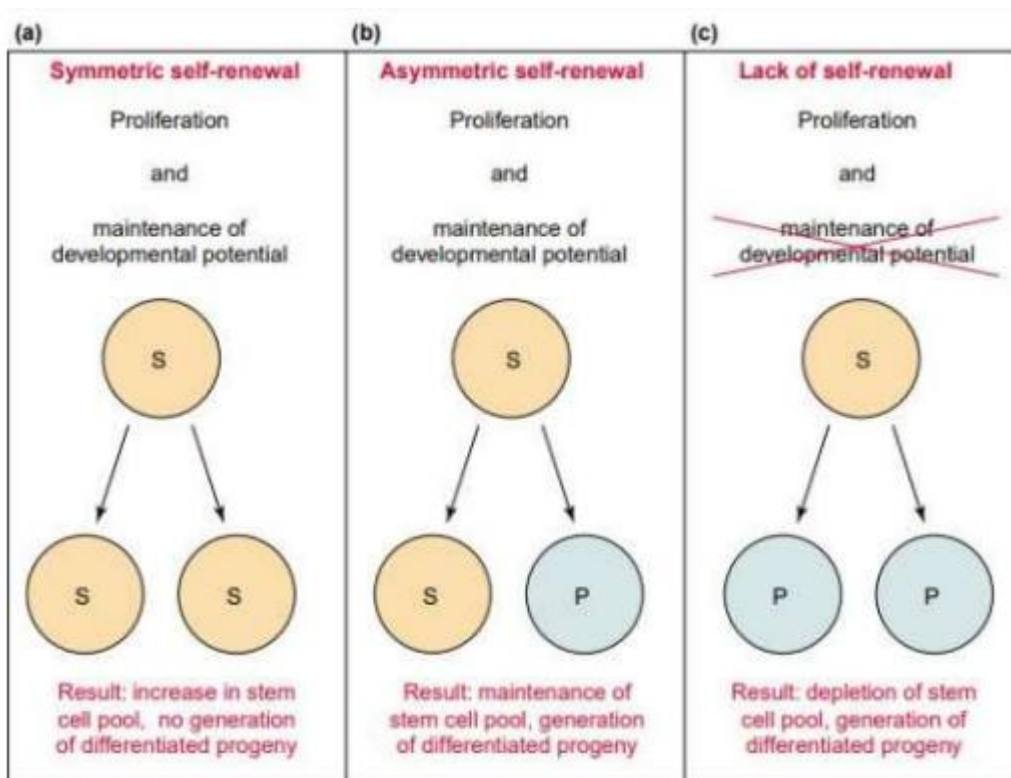 (a)
Symmetric self-renewal
Proliferation
and
maintenance of
developmental potential
S
S
S
Result: increase in stem
cell pool, no generation
of differentiated progeny
(b)
Asymmetric self-renewal
Proliferation
and
maintenance of
developmental potential
S
S
P
Result: maintenance of
stem cell pool, generation
of differentiated progeny
(c)
Lack of self-renewal
Proliferation
and
maintenance of
developmental potential
S
P
P
Result: depletion of stem
cell pool, generation of
differentiated progeny